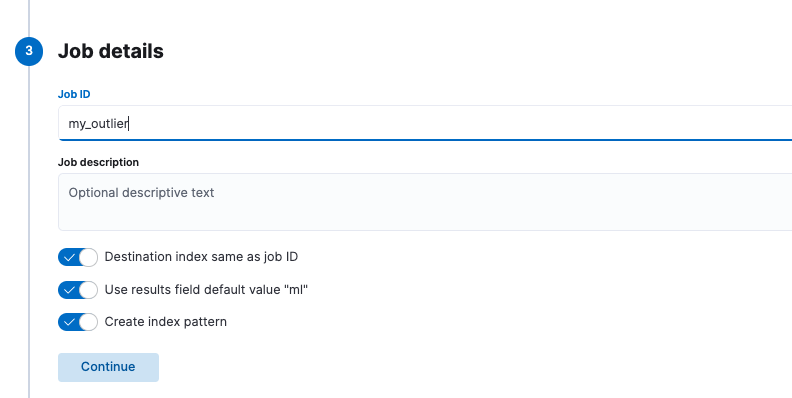 3
Job details
Job ID
my_outlier
Job description
Optional descriptive text
Destination index same as job ID
Use results field default value "ml"
Create index pattern
Continue